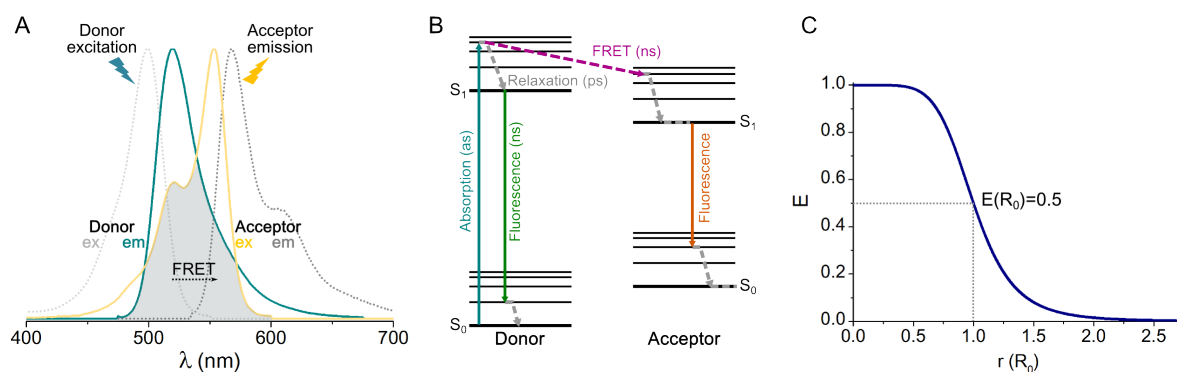 A
Donor
excitation
Acceptor
emission
Donor
ex em
Acceptor
ex em
FRET
400 500 600 700
λ (nm)
B
FRET (ns)
Relaxation (ps)
S1
Absorption (as)
Fluorescence (ns)
S0
Donor
S1
Fluorescence
S0
Acceptor
C
E
1.0
0.8
0.6
0.4
0.2
0.0
E(R0)=0.5
0.0 0.5 1.0 1.5 2.0 2.5
r (R0)